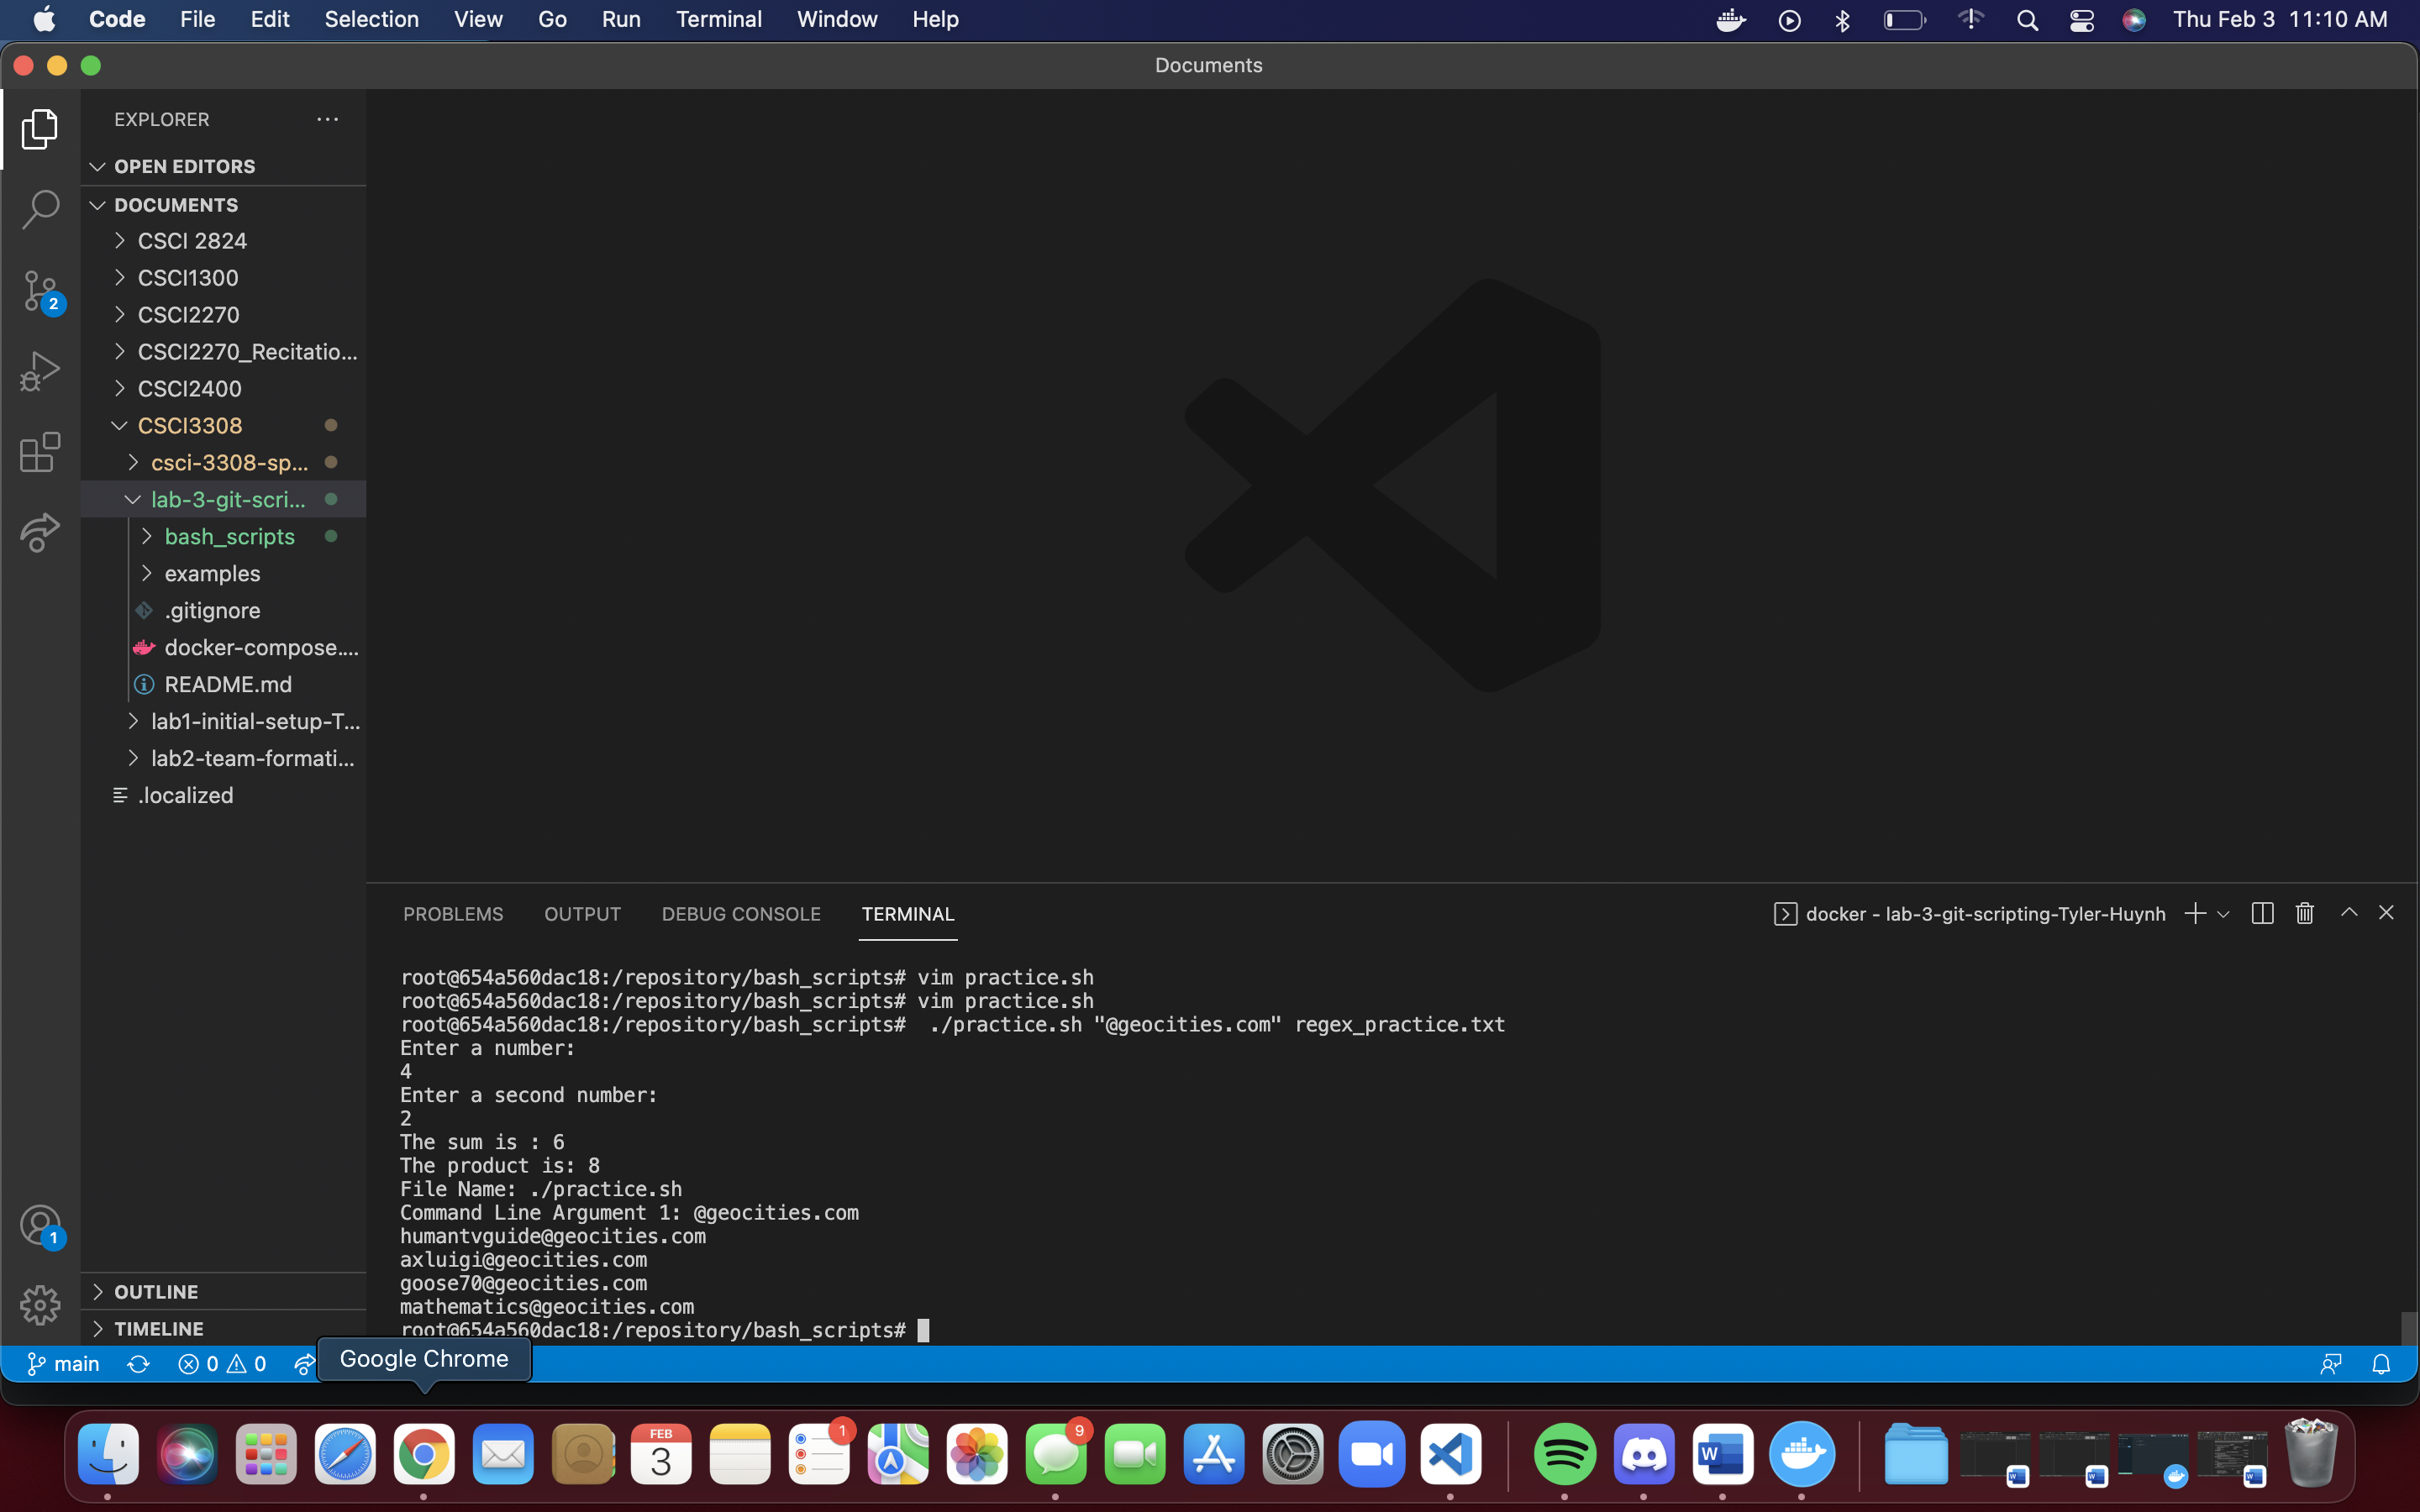 Code File Edit Selection View Go Run Terminal Window Help
Thu Feb 3 11:10 AM
Documents
EXPLORER
OPEN EDITORS
DOCUMENTS
CSCI 2824
CSCI1300
CSCI2270
CSCI2270_Recitatio...
CSCI2400
CSCI3308
csci-3308-sp...
lab-3-git-scri...
bash_scripts
examples
.gitignore
docker-compose....
README.md
lab1-initial-setup-T...
lab2-team-formati...
.localized
2
1
OUTLINE
TIMELINE
PROBLEMS OUTPUT DEBUG CONSOLE TERMINAL
docker - lab-3-git-scripting-Tyler-Huynh
root@654a560dac18:/repository/bash_scripts# vim practice.sh
root@654a560dac18:/repository/bash_scripts# vim practice.sh
root@654a560dac18:/repository/bash_scripts#  ./practice.sh "@geocities.com" regex_practice.txt
Enter a number:
4
Enter a second number:
2
The sum is : 6
The product is: 8
File Name: ./practice.sh
Command Line Argument 1: @geocities.com
humantvguide@geocities.com
axluigi@geocities.com
goose70@geocities.com
mathematics@geocities.com
root@654a560dac18:/repository/bash_scripts#
main 0 0
Google Chrome
FEB
3
1
9
W